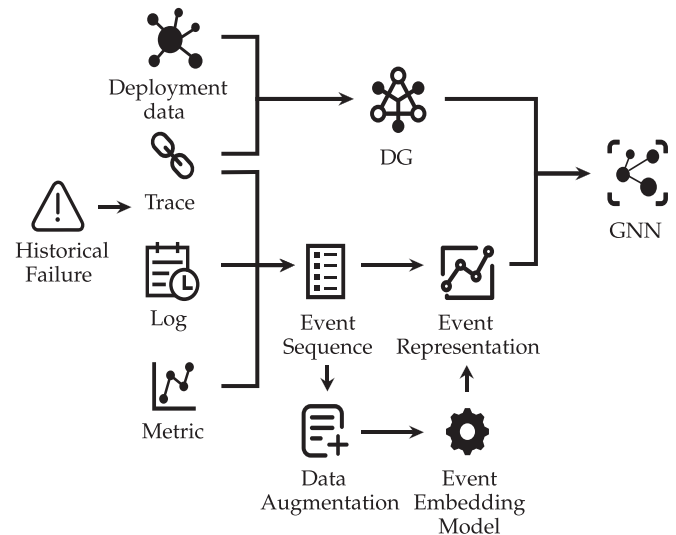 Deployment
data
DG
Trace
GNN
Historical
Failure
Log
Event
Sequence
Event
Representation
Metric
Data
Augmentation
Event
Embedding
Model